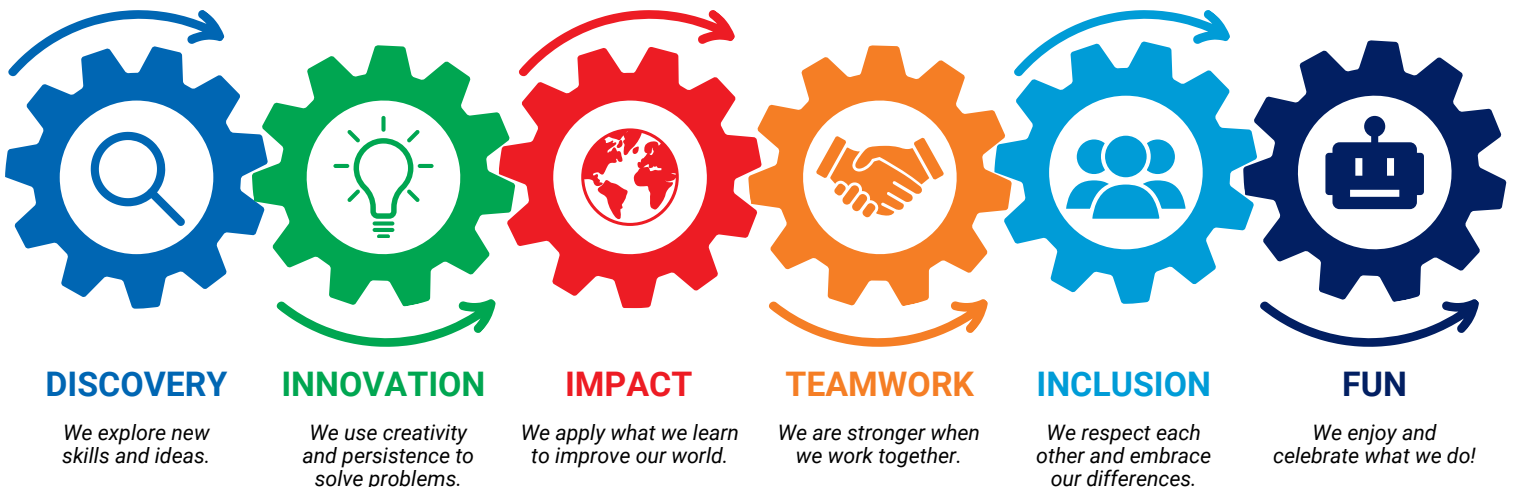 DISCOVERY
We explore new
skills and ideas.
INNOVATION
We use creativity
and persistence to
solve problems.
IMPACT
We apply what we learn
to improve our world.
TEAMWORK
We are stronger when
we work together.
INCLUSION
We respect each
other and embrace
our differences.
FUN
We enjoy and
celebrate what we do!